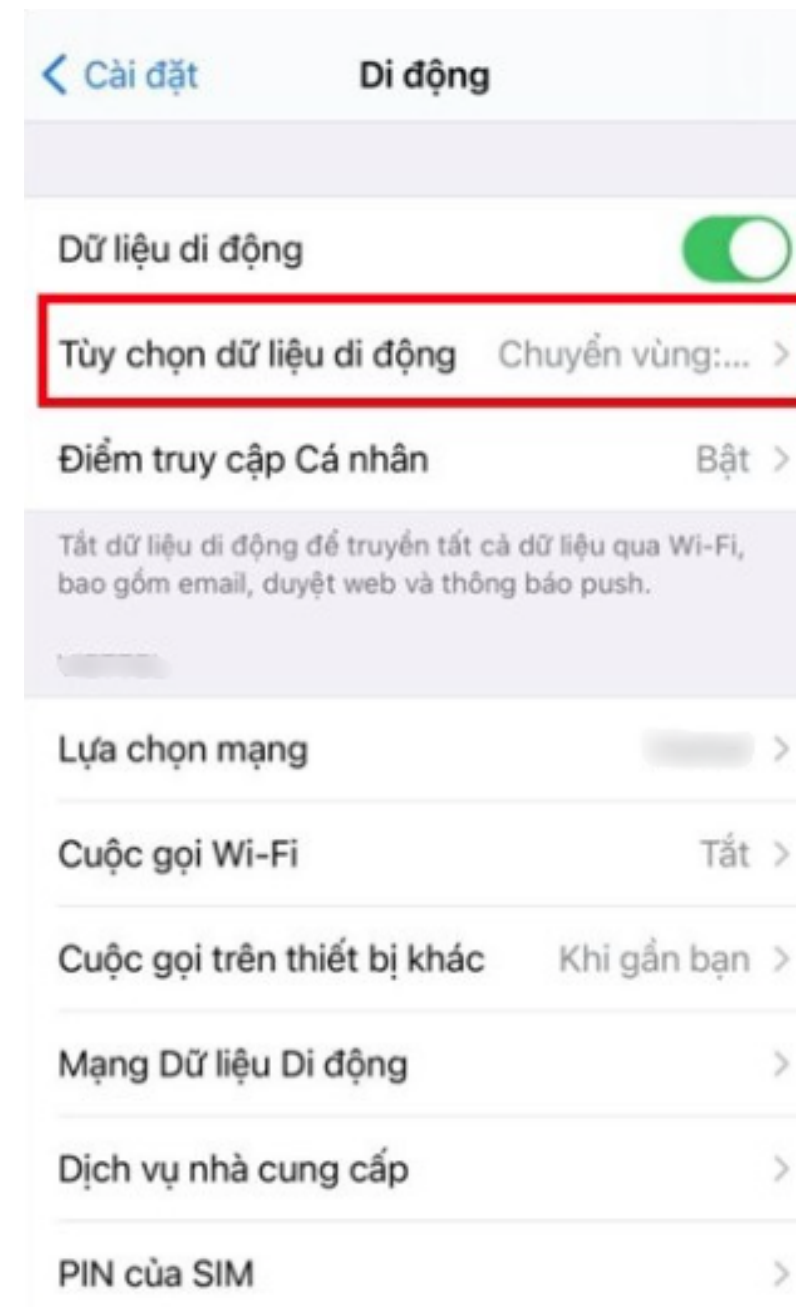 Cài đặt
Di động
Dữ liệu di động
Tùy chọn dữ liệu di động Chuyển vùng:...
Điểm truy cập Cá nhân Bật
Tắt dữ liệu di động để truyền tất cả dữ liệu qua Wi-Fi,
bao gồm email, duyệt web và thông báo push.
Lựa chọn mạng
Cuộc gọi Wi-Fi Tắt
Cuộc gọi trên thiết bị khác Khi gần bạn
Mạng Dữ liệu Di động
Dịch vụ nhà cung cấp
PIN của SIM